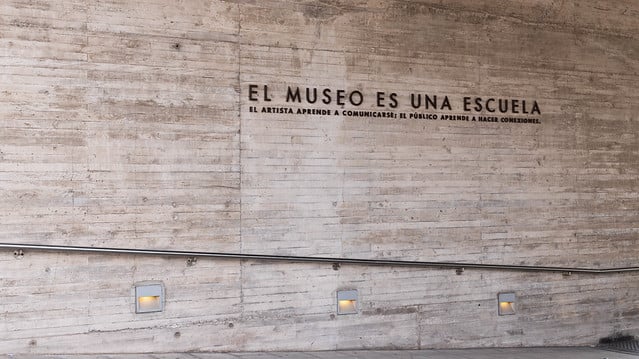 EL MUSEO ES UNA ESCUELA
EL ARTISTA APRENDE A COMUNICARSE; EL PÚBLICO APRENDE A HACER CONEXIONES.